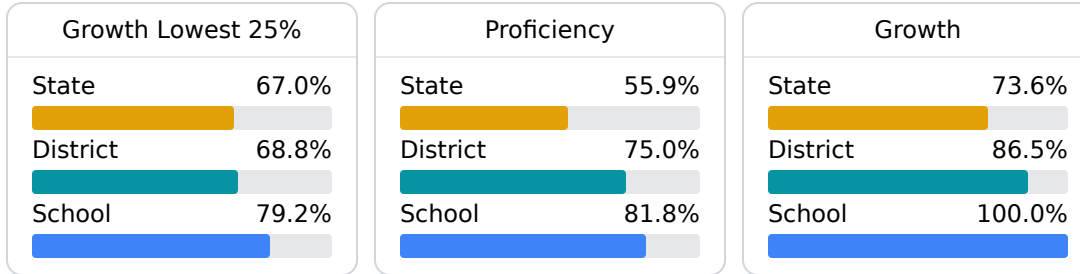 Growth Lowest 25%
State 67.0%
District 68.8%
School 79.2%
Proficiency
State 55.9%
District 75.0%
School 81.8%
Growth
State 73.6%
District 86.5%
School 100.0%